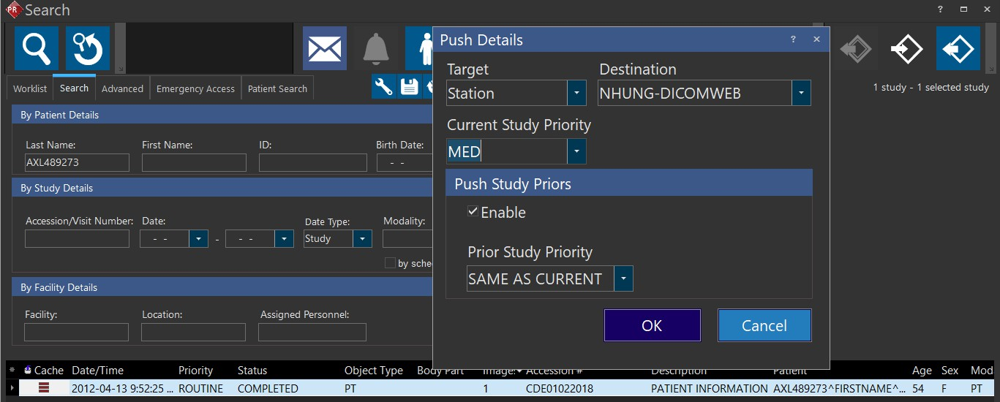 PR Search
Push Details
Target
Destination
Station
NHUNG-DICOMWEB
Worklist Search Advanced Emergency Access Patient Search
1 study - 1 selected study
By Patient Details
Current Study Priority
MED
Last Name: First Name: ID: Birth Date:
AXL489273
- -
By Study Details
Push Study Priors
Enable
Accession/Visit Number: Date: Date Type: Modality:
- - - - - Study
Prior Study Priority
by sche
SAME AS CURRENT
By Facility Details
Facility: Location: Assigned Personnel:
OK Cancel
* Cache Date/Time Priority Status Object Type Body Part Accession # Description Patient Age Sex Mod
2012-04-13 9:52:25 ... ROUTINE COMPLETED PT 1 CDE01022018 PATIENT INFORMATION AXL489273^FIRSTNAME^... 54 F PT